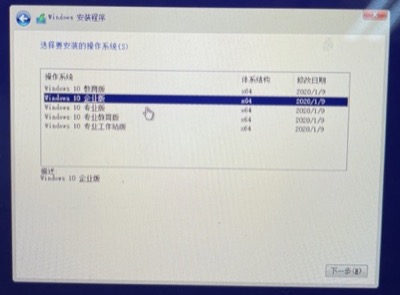 Windows 安装程序
选择要安装的操作系统(S)
操作系统 体系结构 修改日期
Windows 10 教育版 x64 2020/1/9
Windows 10 企业版 x64 2020/1/9
Windows 10 专业版 x64 2020/1/9
Windows 10 专业教育版 x64 2020/1/9
Windows 10 专业工作站版 x64 2020/1/9
描述:
Windows 10 企业版
下一步(N)